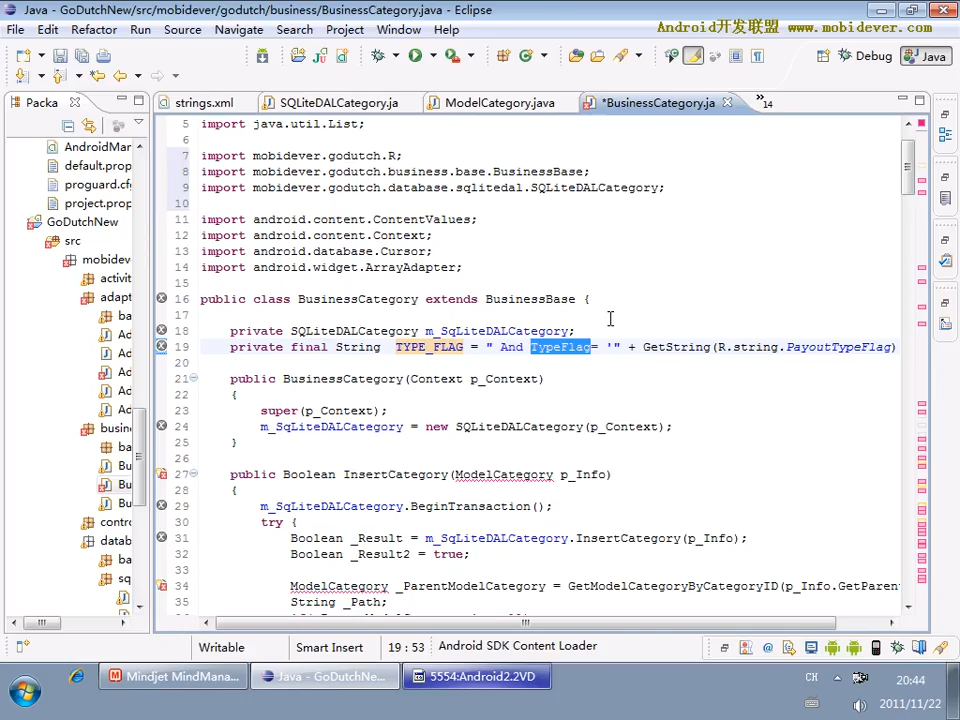 Java - GoDutchNew/src/mobidever/godutch/business/BusinessCategory.java - Eclipse
File Edit Refactor Run Source Navigate Search Project Window Help
Android开发联盟 www.mobidever.com
Debug Java
Packa
strings.xml SQLiteDALCategory.ja ModelCategory.java *BusinessCategory.ja »14
AndroidMan
default.prop
proguard.cfg
project.prop
GoDutchNew
src
mobidever
activit
adapt
ba
Ad
Ad
Ad
Ad
Ad
busin
ba
Bu
Bu
Bu
contro
datab
ba
sq
5 import java.util.List;
6
7 import mobidever.godutch.R;
8 import mobidever.godutch.business.base.BusinessBase;
9 import mobidever.godutch.database.sqlitedal.SQLiteDALCategory;
10
11 import android.content.ContentValues;
12 import android.content.Context;
13 import android.database.Cursor;
14 import android.widget.ArrayAdapter;
15
16 public class BusinessCategory extends BusinessBase {
17
18 private SQLiteDALCategory m_SqLiteDALCategory;
19 private final String TYPE_FLAG = " And TypeFlag= '" + GetString(R.string.PayoutTypeFlag)
20
21 public BusinessCategory(Context p_Context)
22 {
23 super(p_Context);
24 m_SqLiteDALCategory = new SQLiteDALCategory(p_Context);
25 }
26
27 public Boolean InsertCategory(ModelCategory p_Info)
28 {
29 m_SqLiteDALCategory.BeginTransaction();
30 try {
31 Boolean _Result = m_SqLiteDALCategory.InsertCategory(p_Info);
32 Boolean _Result2 = true;
33
34 ModelCategory _ParentModelCategory = GetModelCategoryByCategoryID(p_Info.GetParen
35 String _Path;
Writable Smart Insert 19 : 53 Android SDK Content Loader
Mindjet MindMana... Java - GoDutchNe... 5554:Android2.2VD
CH 20:44
2011/11/22